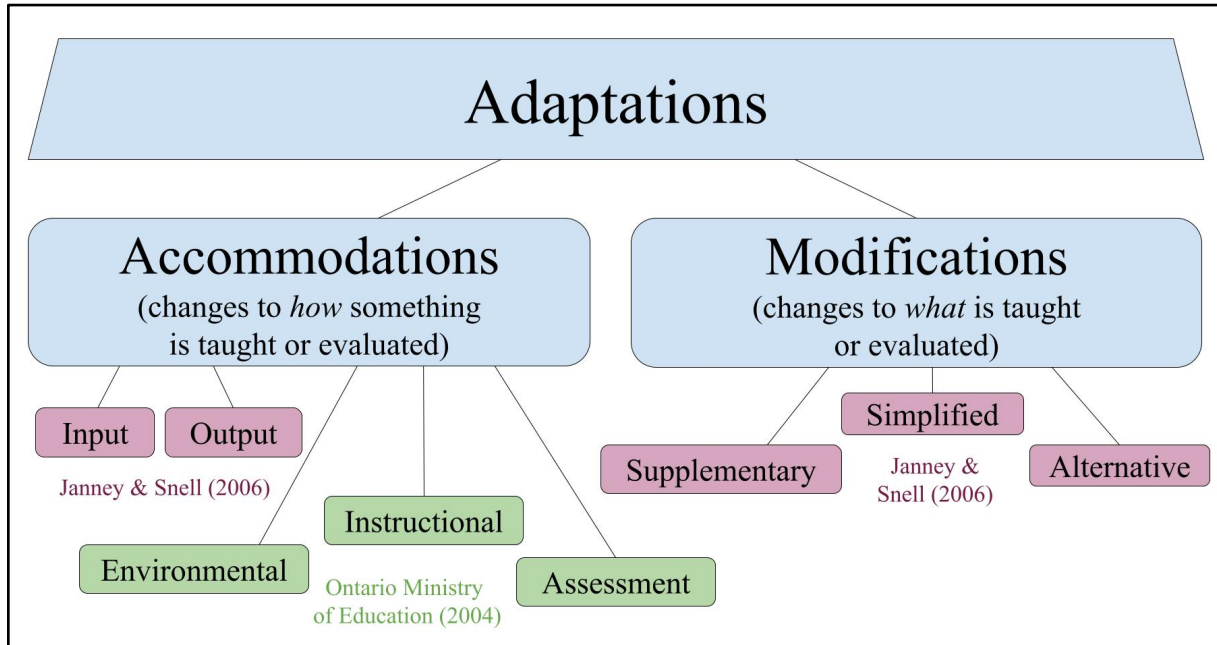 Adaptations
Accommodations
(changes to how something
is taught or evaluated)
Modifications
(changes to what is taught
or evaluated)
Input
Output
Janney & Snell (2006)
Environmental
Instructional
Ontario Ministry
of Education (2004)
Assessment
Supplementary
Simplified
Janney &
Snell (2006)
Alternative